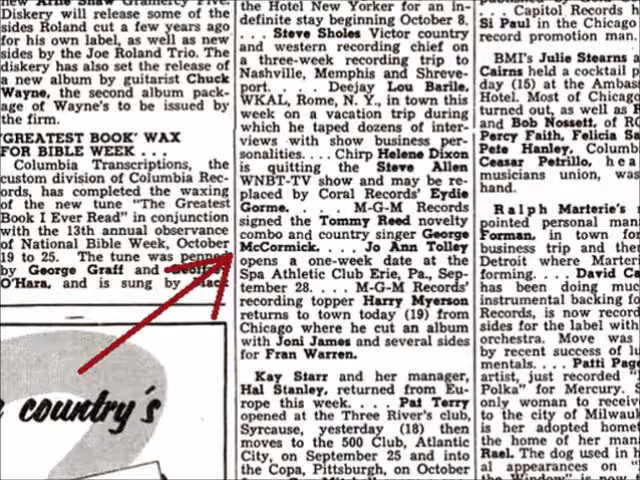 new Arne Shaw Gramercy Five.
Diskery will release some of the
sides Roland cut a few years ago
for his own label, as well as new
sides by the Joe Roland Trio. The
diskery has also set the release of
a new album by guitarist Chuck
Wayne, the second album pack-
age of Wayne's to be issued by
the firm.
'GREATEST BOOK' WAX
FOR BIBLE WEEK . . .
Columbia Transcriptions, the
custom division of Columbia Rec-
ords, has completed the waxing
of the new tune "The Greatest
Book I Ever Read" in conjunction
with the 13th annual observance
of National Bible Week, October
19 to 25. The tune was penned
by George Graff and
O'Hara, and is sung by
country's
the Hotel New Yorker for an in-
definite stay beginning October 8.
. . . Steve Sholes Victor country
and western recording chief on
a three-week recording trip to
Nashville, Memphis and Shreve-
port. . . . Deejay Lou Barile,
WKAL, Rome, N. Y., in town this
week on a vacation trip during
which he taped dozens of inter-
views with show business per-
sonalities. . . . Chirp Helene Dixon
is quitting the Steve Allen
WNBT-TV show and may be re-
placed by Coral Records' Eydie
Gorme. . . . M-G-M Records
signed the Tommy Reed novelty
combo and country singer George
McCormick. . . . Jo Ann Tolley
opens a one-week date at the
Spa Athletic Club Erie, Pa., Sep-
tember 28. . . . M-G-M Records'
recording topper Harry Myerson
returns to town today (19) from
Chicago where he cut an album
with Joni James and several sides
for Fran Warren.
Kay Starr and her manager,
Hal Stanley, returned from Eu-
rope this week. . . . Pat Terry
opened at the Three River's club,
Syrcause, yesterday (18) then
moves to the 500 Club, Atlantic
City, on September 25 and into
the Copa, Pittsburgh, on October
. . . Capitol Records h
Si Paul in the Chicago
record promotion man.
BMI's Julie Stearns a
Cairns held a cocktail p
day (15) at the Ambas
Hotel. Most of Chicago
turned out, as well as H
and Bob Nossett, of RC
Percy Faith, Felicia Sa
Pete Hanley, Columbi
Ceasar Petrillo, hea
musicians union, was
hand.
Ralph Marterie's n
pointed personal man
Forman, in town for
business trip and then
Detroit where Marteri
forming. . . . David Ca
has been doing muc
instrumental backing fo
Records, is now record
sides for the label with
orchestra. Move was
by recent success of lu
mentals. . . . Patti Page
artist, just recorded "
Polka" for Mercury. S
only woman to receiv
to the city of Milwau
is her adopted homet
the home of her man
Rael. The dog used in h
al appearances on "